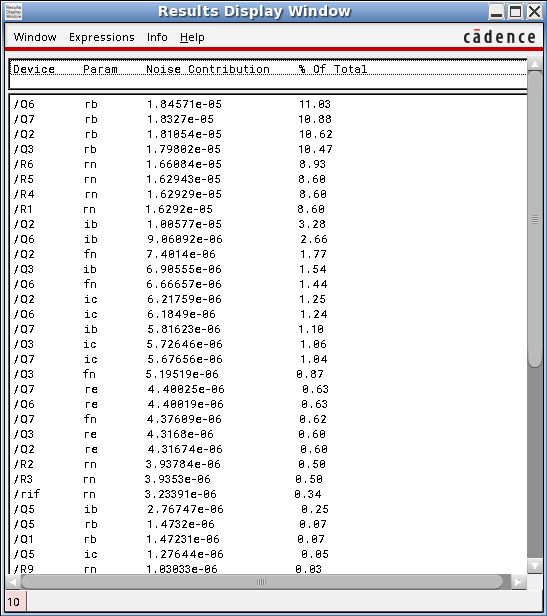 Results Display Window
Window Expressions Info Help cādence
Device Param Noise Contribution % Of Total
/Q6 rb 1.84571e-05 11.03
/Q7 rb 1.8327e-05 10.88
/Q2 rb 1.81054e-05 10.62
/Q3 rb 1.79802e-05 10.47
/R6 rn 1.66084e-05 8.93
/R5 rn 1.62943e-05 8.60
/R4 rn 1.62929e-05 8.60
/R1 rn 1.6292e-05 8.60
/Q2 ib 1.00577e-05 3.28
/Q6 ib 9.06092e-06 2.66
/Q2 fn 7.4014e-06 1.77
/Q3 ib 6.90555e-06 1.54
/Q6 fn 6.66657e-06 1.44
/Q2 ic 6.21759e-06 1.25
/Q6 ic 6.1849e-06 1.24
/Q7 ib 5.81623e-06 1.10
/Q3 ic 5.72646e-06 1.06
/Q7 ic 5.67656e-06 1.04
/Q3 fn 5.19519e-06 0.87
/Q7 re 4.40025e-06 0.63
/Q6 re 4.40019e-06 0.63
/Q7 fn 4.37609e-06 0.62
/Q3 re 4.3168e-06 0.60
/Q2 re 4.31674e-06 0.60
/R2 rn 3.93784e-06 0.50
/R3 rn 3.9353e-06 0.50
/rif rn 3.23391e-06 0.34
/Q5 ib 2.76747e-06 0.25
/Q5 rb 1.4732e-06 0.07
/Q1 rb 1.47231e-06 0.07
/Q5 ic 1.27644e-06 0.05
/R9 rn 1.03033e-06 0.03
10